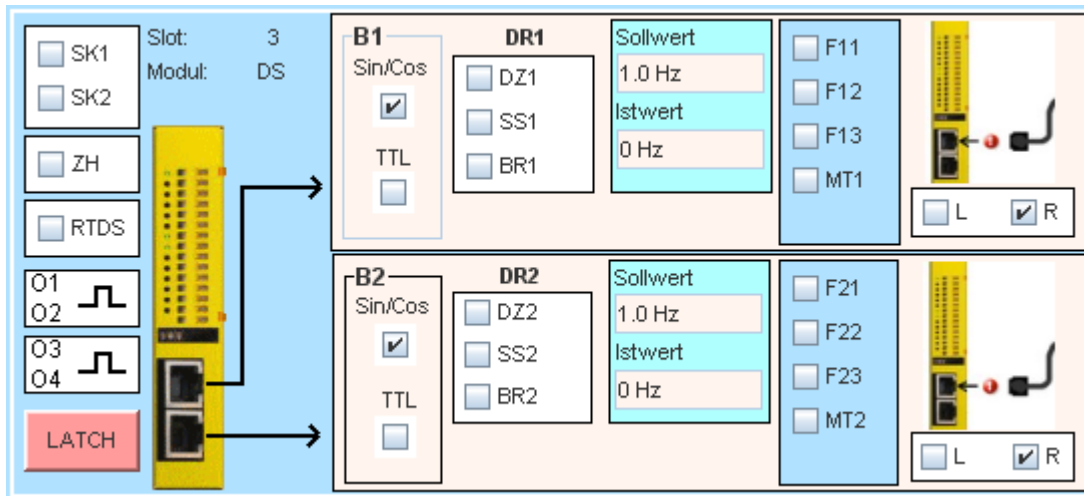 SK1
SK2
ZH
RTDS
O1
O2
O3
O4
LATCH
Slot: 3
Modul: DS
B1
Sin/Cos
TTL
DR1
DZ1
SS1
BR1
Sollwert
1.0 Hz
Istwert
0 Hz
F11
F12
F13
MT1
L R
B2
Sin/Cos
TTL
DR2
DZ2
SS2
BR2
Sollwert
1.0 Hz
Istwert
0 Hz
F21
F22
F23
MT2
L R